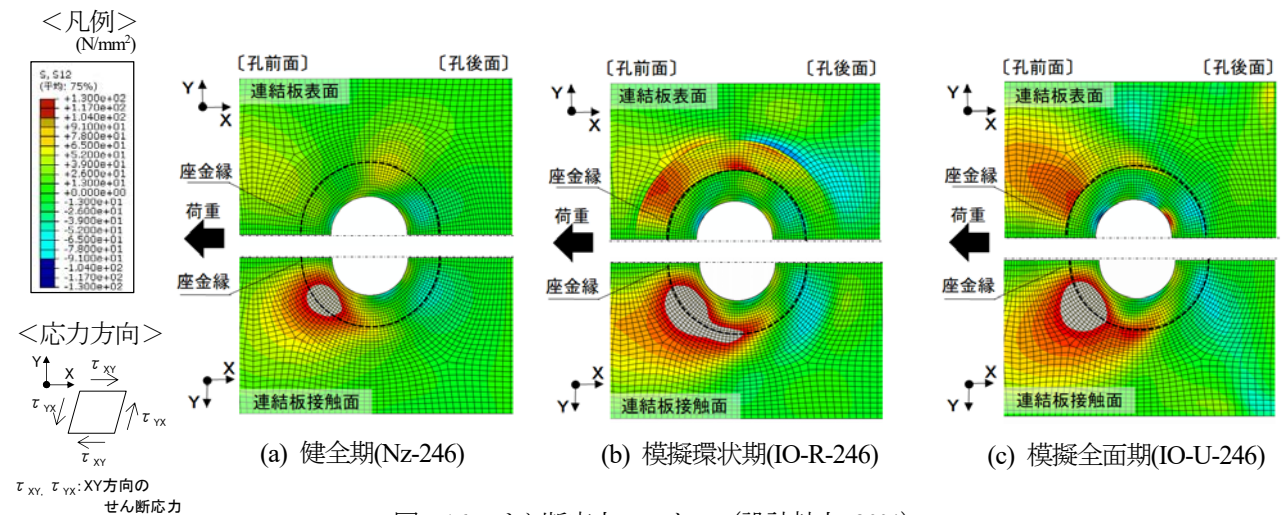 <凡例>
(N/mm²)
S, S12
(平均: 75%)
+1.300e+02
+1.170e+02
+1.040e+02
+9.100e+01
+7.800e+01
+6.500e+01
+5.200e+01
+3.900e+01
+2.600e+01
+1.300e+01
+0.000e+00
-1.300e+01
-2.600e+01
-3.900e+01
-5.200e+01
-6.500e+01
-7.800e+01
-9.100e+01
-1.040e+02
-1.170e+02
-1.300e+02
<応力方向>
Y
X
τ XY
τ YX
τ YX
τ XY
τ XY, τ YX:XY方向の
せん断応力
〔孔前面〕
〔孔後面〕
Y
X
連結板表面
座金縁
荷重
座金縁
X
Y
連結板接触面
(a) 健全期(Nz-246)
〔孔前面〕
〔孔後面〕
Y
X
連結板表面
座金縁
荷重
座金縁
X
Y
連結板接触面
(b) 模擬環状期(IO-R-246)
〔孔前面〕
〔孔後面〕
Y
X
連結板表面
座金縁
荷重
座金縁
X
Y
連結板接触面
(c) 模擬全面期(IO-U-246)